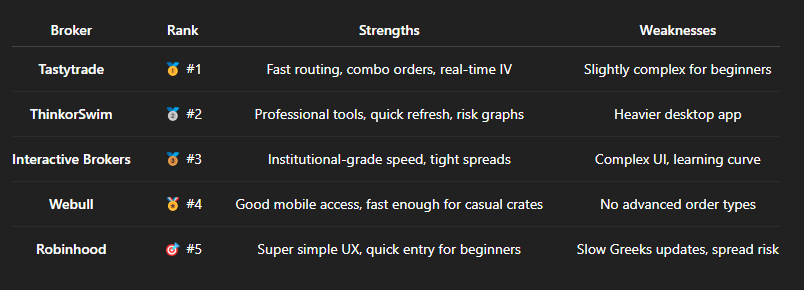 Broker Rank Strengths Weaknesses
Tastytrade 🥇 #1 Fast routing, combo orders, real-time IV Slightly complex for beginners
ThinkorSwim 🥈 #2 Professional tools, quick refresh, risk graphs Heavier desktop app
Interactive Brokers 🥉 #3 Institutional-grade speed, tight spreads Complex UI, learning curve
Webull 🏅 #4 Good mobile access, fast enough for casual crates No advanced order types
Robinhood 🎯 #5 Super simple UX, quick entry for beginners Slow Greeks updates, spread risk